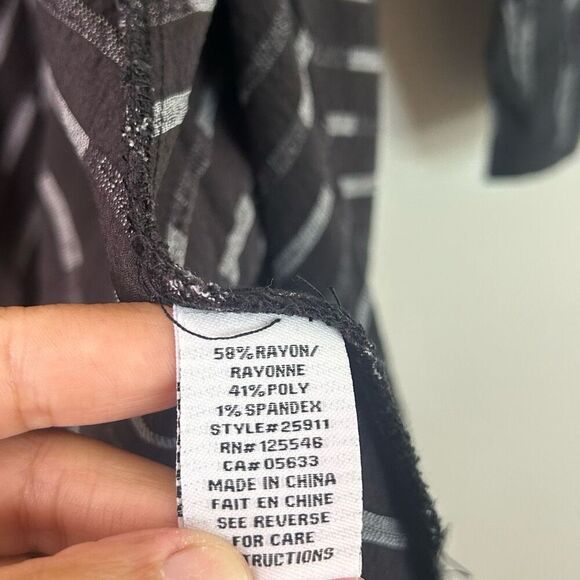 58% RAYON/
RAYONNE
41% POLY
1% SPANDEX
STYLE#25911
RN# 125546
CA# 05633
MADE IN CHINA
FAIT EN CHINE
SEE REVERSE
FOR CARE
TRUCTIONS